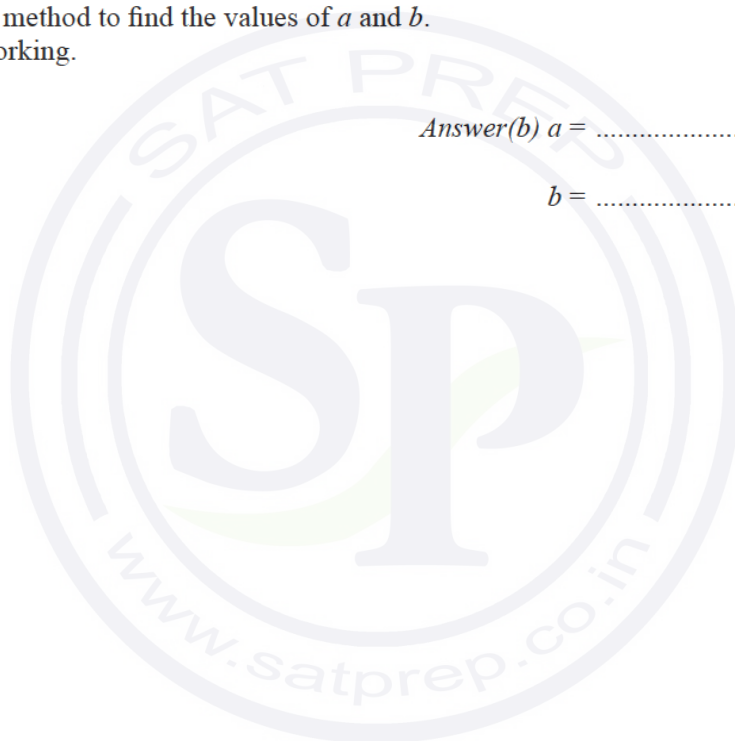 method to find the values of a and b.
orking.
Answer(b) a = ....................
b = ....................
SAT PREP
SP
www.satprep.co.in